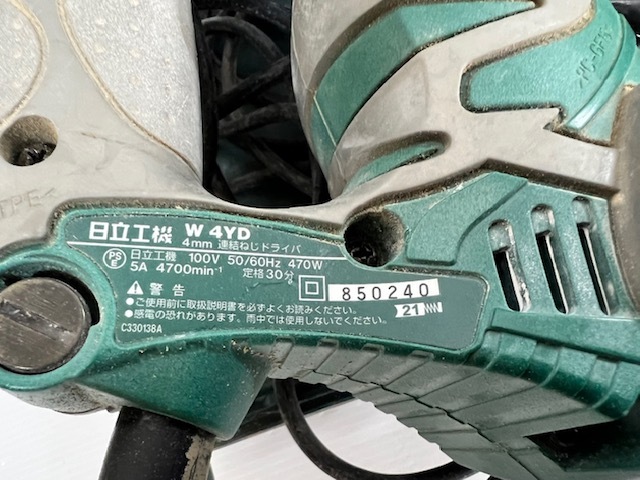 日立工機 W 4YD
4mm 連結ねじドライバ
PSE 日立工機 100V 50/60Hz 470W
5A 4700min⁻¹ 定格30分
警告
●ご使用前に取扱説明書を必ずよくお読みください。
●感電の恐れがあります。雨中では使用しないでください。
C330138A
850240
21
TPE<